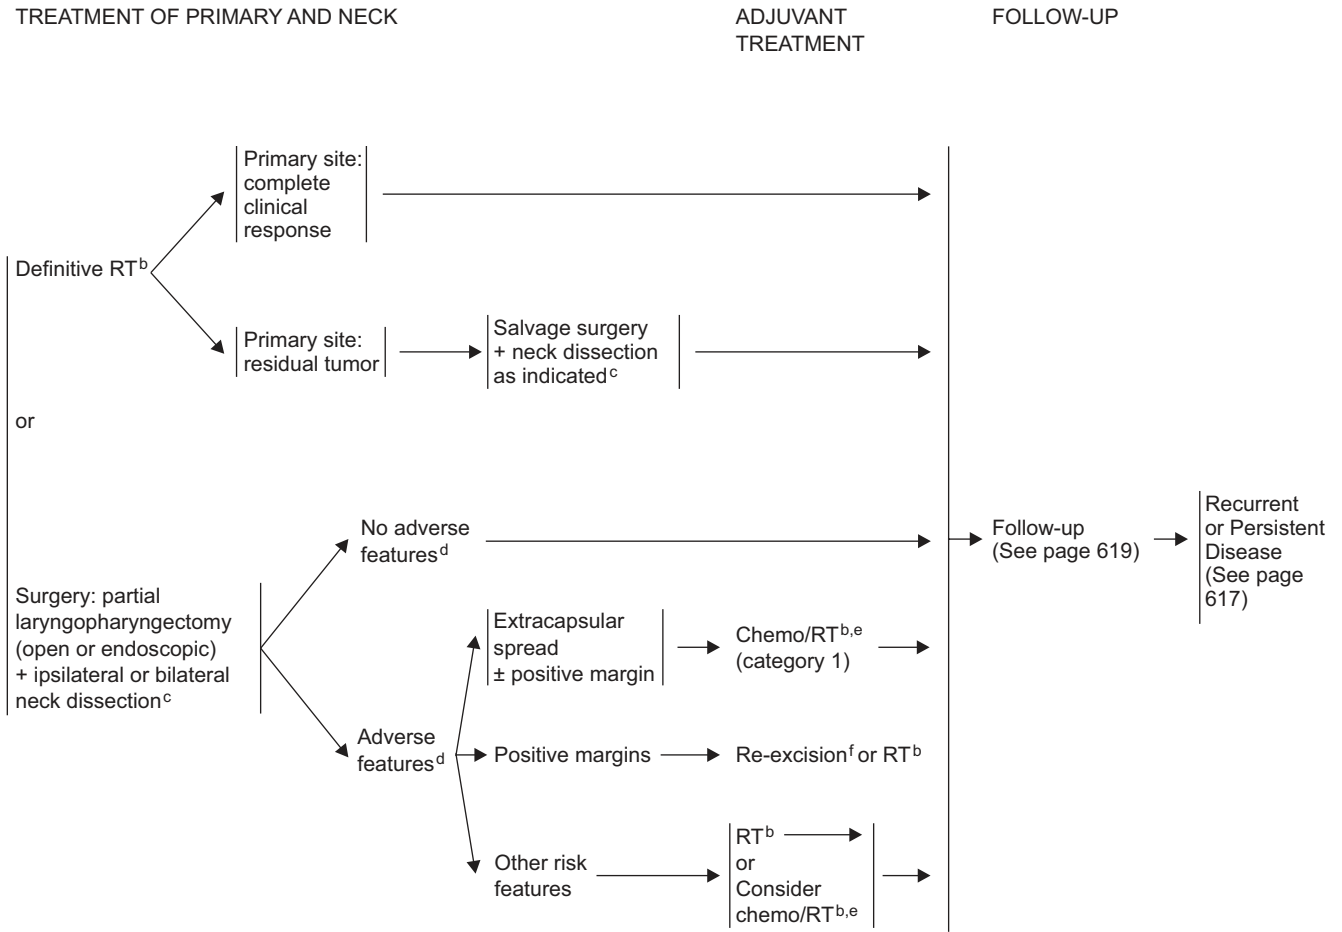 TREATMENT OF PRIMARY AND NECK
ADJUVANT
TREATMENT
FOLLOW-UP
Primary site:
complete
clinical
response
Definitive RTb
Primary site:
residual tumor
Salvage surgery
+ neck dissection
as indicatedc
or
No adverse
featuresd
Surgery: partial
laryngopharyngectomy
(open or endoscopic)
+ ipsilateral or bilateral
neck dissectionc
Adverse
featuresd
Extracapsular
spread
± positive margin
Chemo/RTb,e
(category 1)
Positive margins
Re-excisionf or RTb
Other risk
features
RTb
or
Consider
chemo/RTb,e
Follow-up
(See page 619)
Recurrent
or Persistent
Disease
(See page
617)